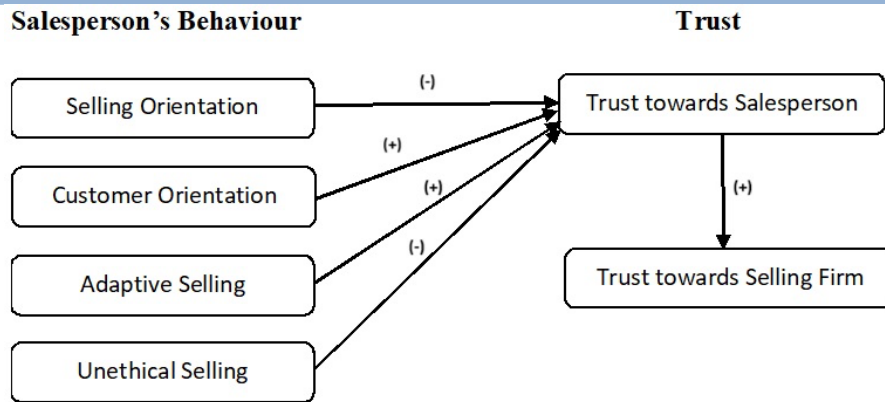 Salesperson's Behaviour
Trust
Selling Orientation
(-)
Trust towards Salesperson
Customer Orientation
(+)
(+)
(+)
Adaptive Selling
(-)
Trust towards Selling Firm
Unethical Selling